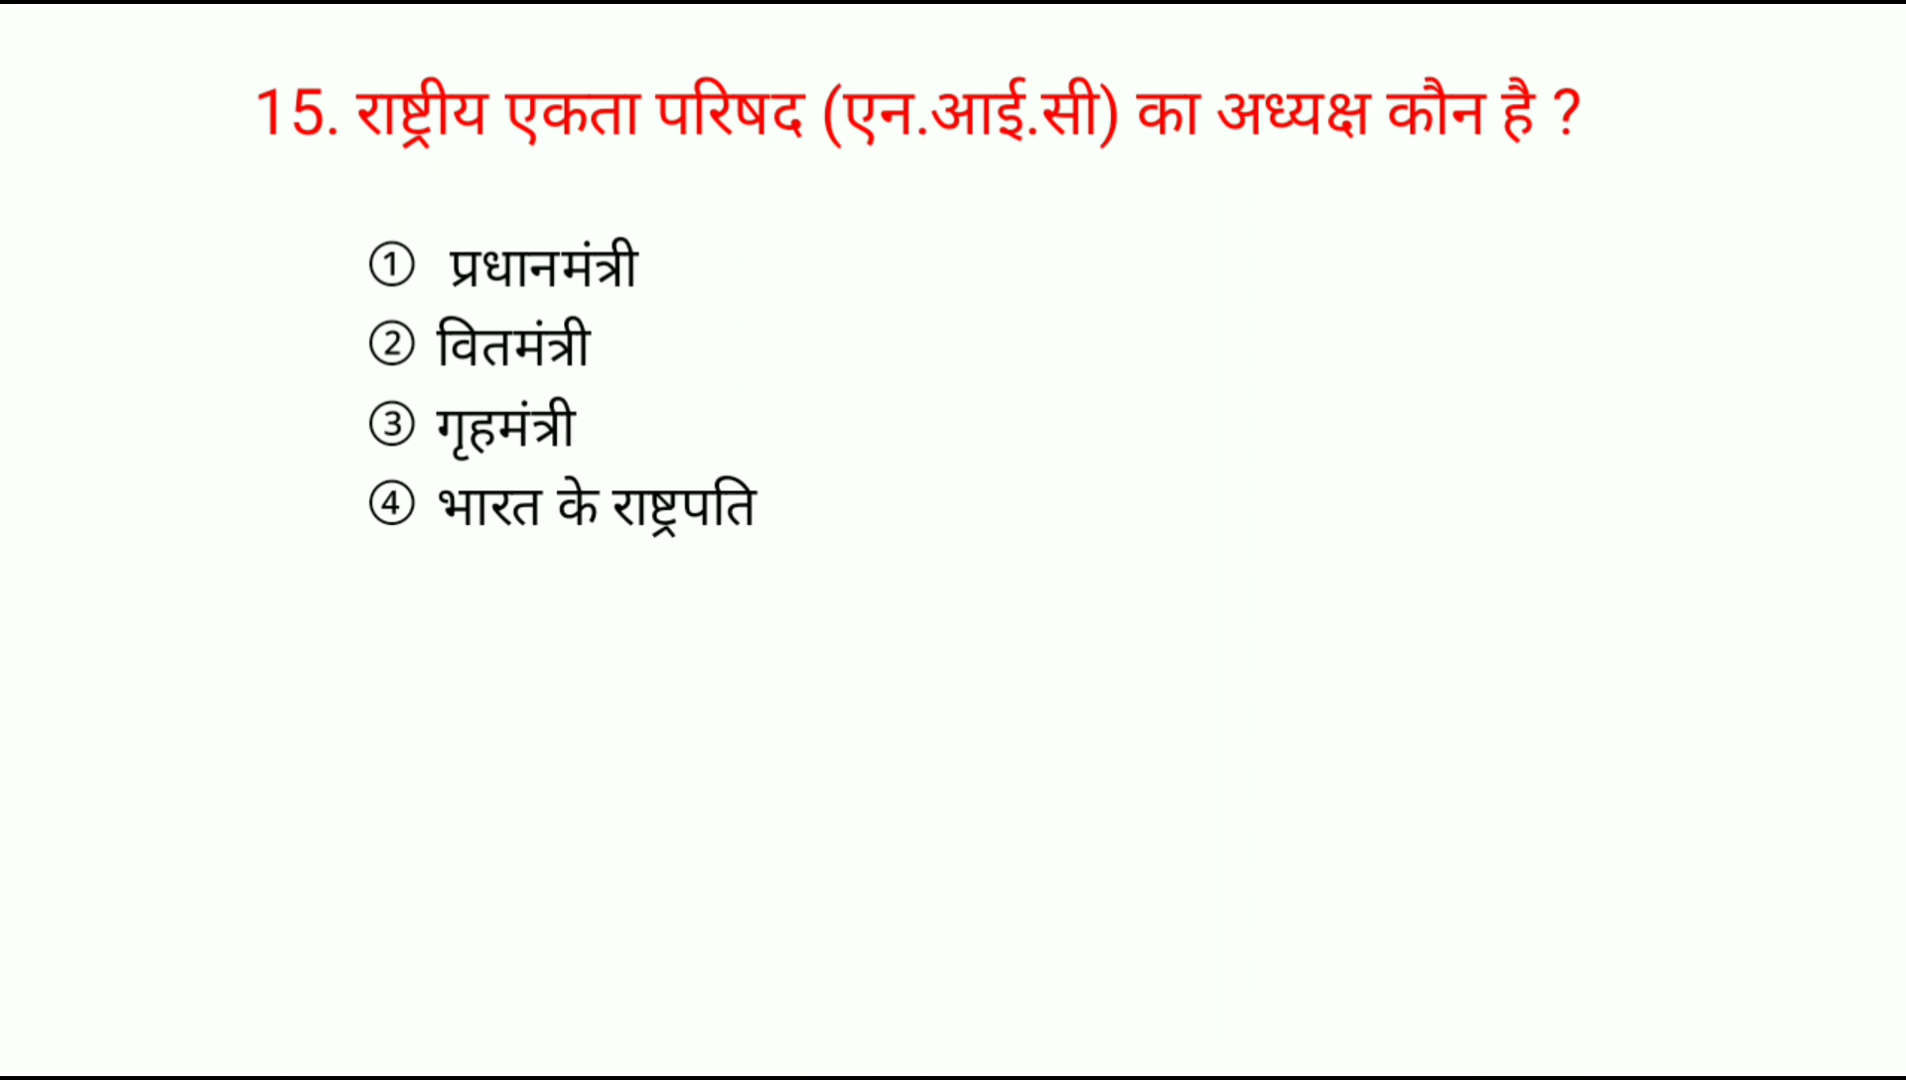 15. राष्ट्रीय एकता परिषद (एन.आई.सी) का अध्यक्ष कौन है ?
① प्रधानमंत्री
② वितमंत्री
③ गृहमंत्री
④ भारत के राष्ट्रपति